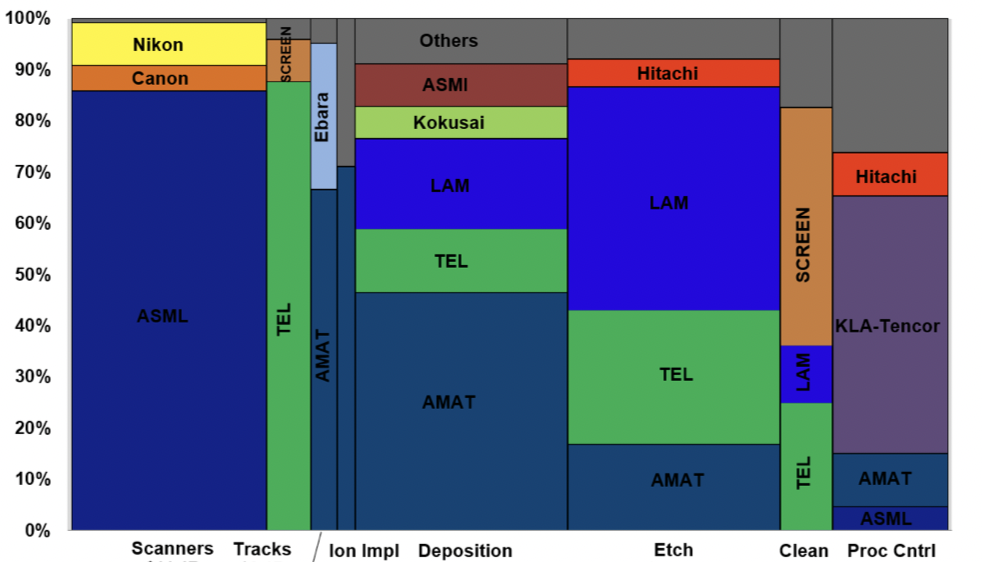 100%
90%
80%
70%
60%
50%
40%
30%
20%
10%
0%
Nikon
Canon
ASML
SCREEN
TEL
Ebara
AMAT
Others
ASMI
Kokusai
LAM
TEL
AMAT
Hitachi
LAM
TEL
AMAT
SCREEN
LAM
TEL
Hitachi
KLA-Tencor
AMAT
ASML
Scanners Tracks / Ion Impl Deposition Etch Clean Proc Cntrl